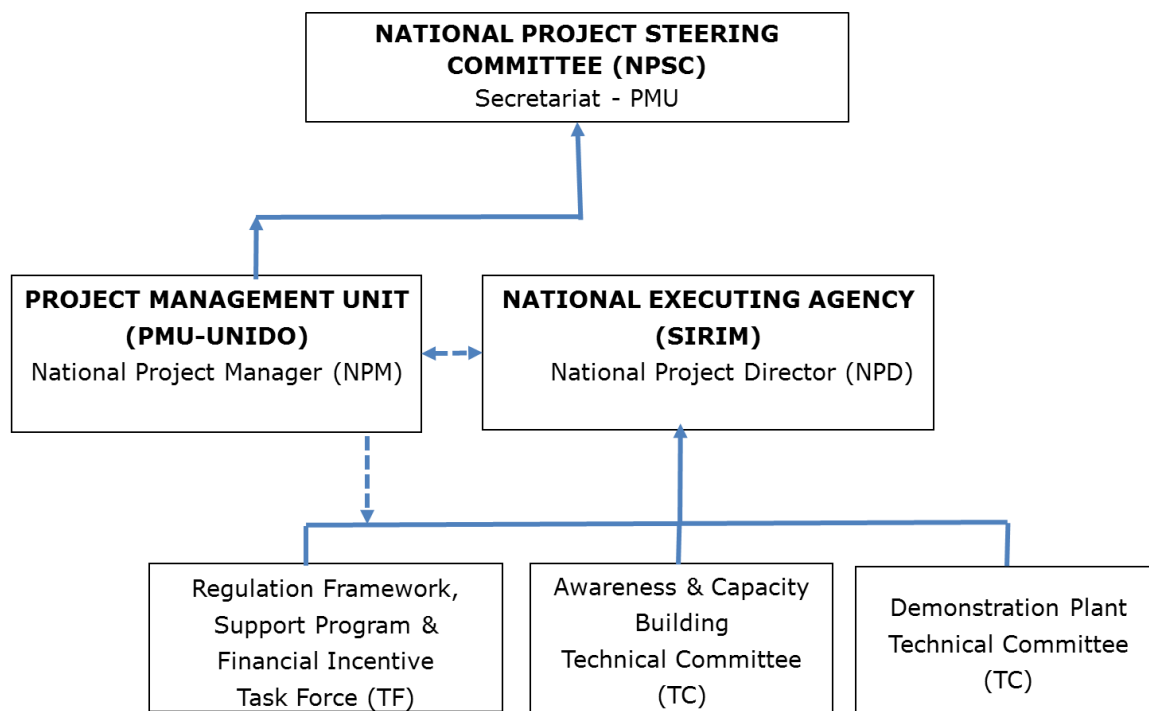 NATIONAL PROJECT STEERING
COMMITTEE (NPSC)
Secretariat - PMU
PROJECT MANAGEMENT UNIT
(PMU-UNIDO)
National Project Manager (NPM)
NATIONAL EXECUTING AGENCY
(SIRIM)
National Project Director (NPD)
Regulation Framework,
Support Program &
Financial Incentive
Task Force (TF)
Awareness & Capacity
Building
Technical Committee
(TC)
Demonstration Plant
Technical Committee
(TC)